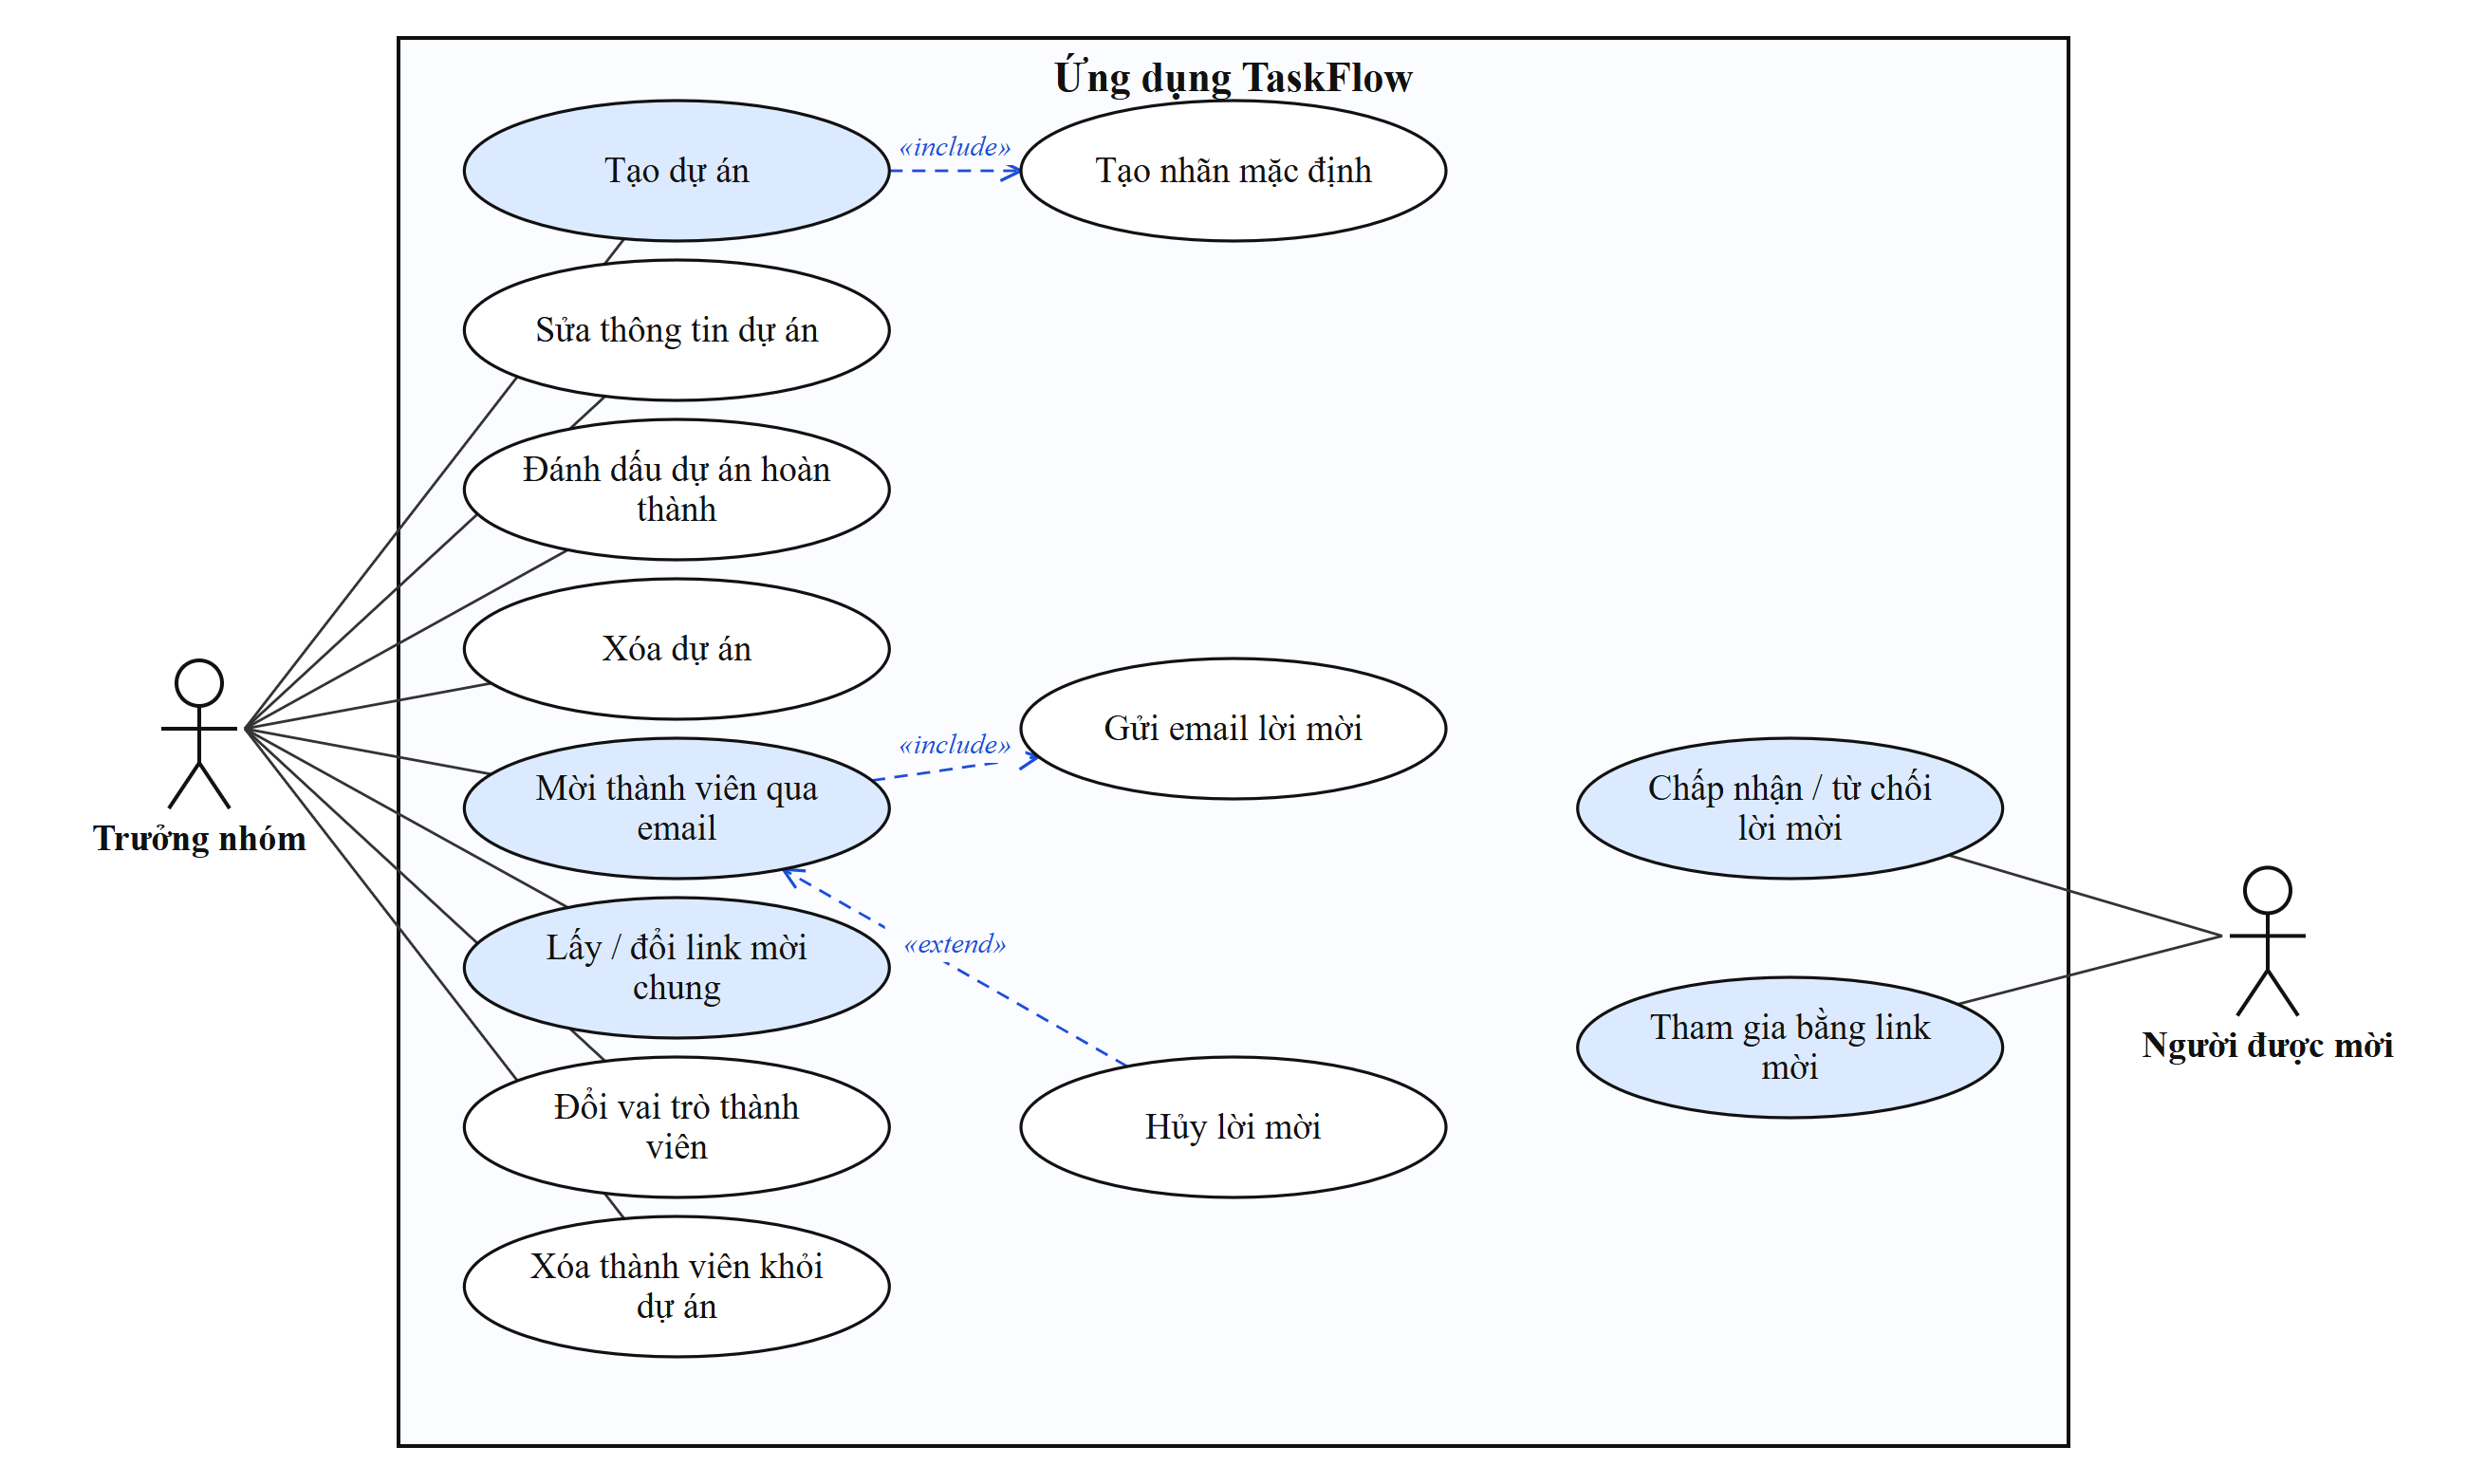 Ứng dụng TaskFlow
Tạo dự án
«include»
Tạo nhãn mặc định
Sửa thông tin dự án
Đánh dấu dự án hoàn
thành
Xóa dự án
Trưởng nhóm
Mời thành viên qua
email
«include»
Gửi email lời mời
Chấp nhận / từ chối
lời mời
Lấy / đổi link mời
chung
«extend»
Tham gia bằng link
mời
Người được mời
Đổi vai trò thành
viên
Hủy lời mời
Xóa thành viên khỏi
dự án